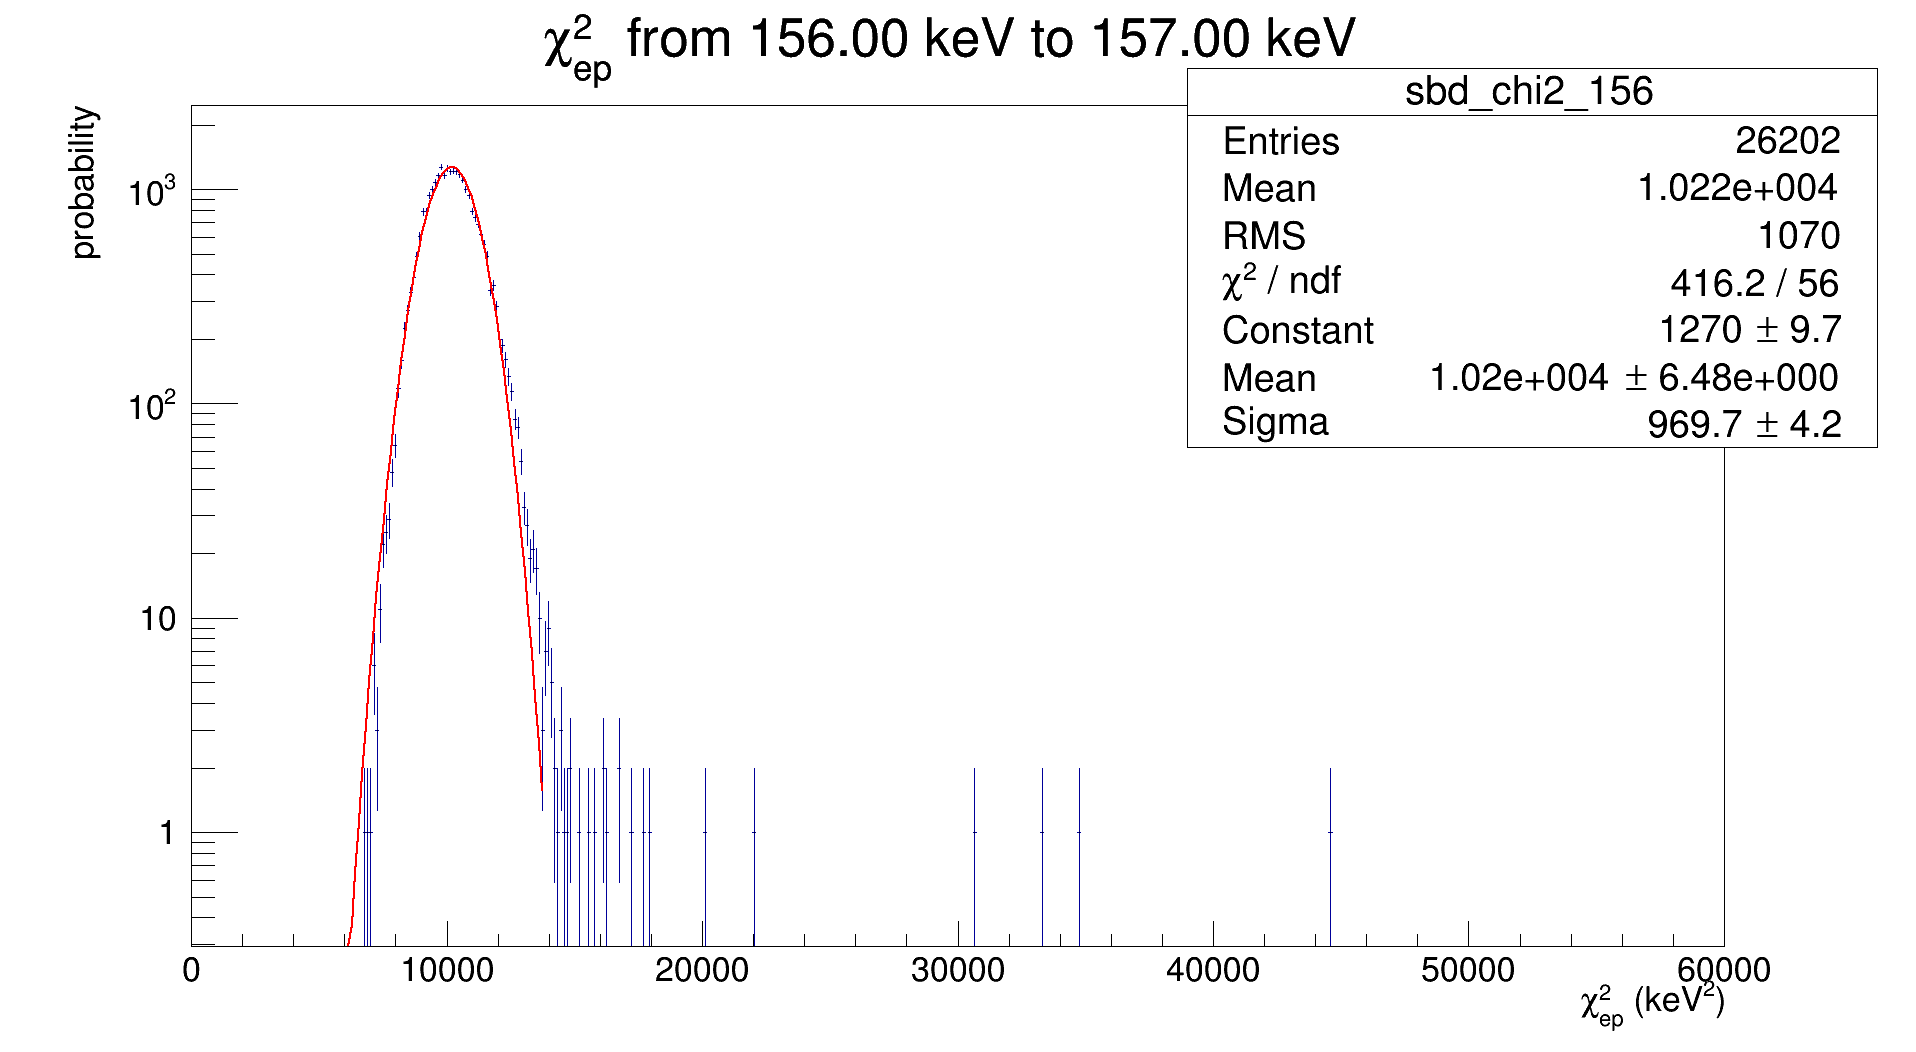 χ²ep from 156.00 keV to 157.00 keV
probability
sbd_chi2_156
Entries 26202
Mean 1.022e+004
RMS 1070
χ² / ndf 416.2 / 56
Constant 1270 ± 9.7
Mean 1.02e+004 ± 6.48e+000
Sigma 969.7 ± 4.2
10³
10²
10
1
0 10000 20000 30000 40000 50000 60000
χ²ep (keV²)